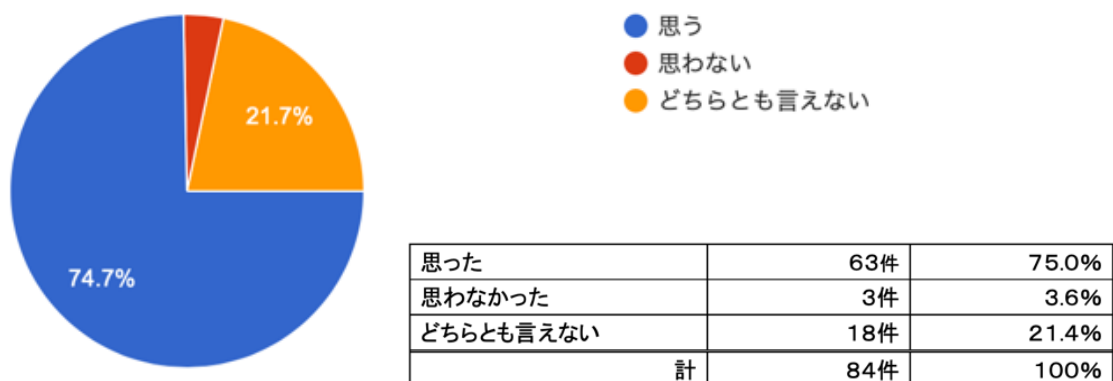 思う
思わない
どちらとも言えない
21.7%
74.7%
思った 63件 75.0%
思わなかった 3件 3.6%
どちらとも言えない 18件 21.4%
計 84件 100%